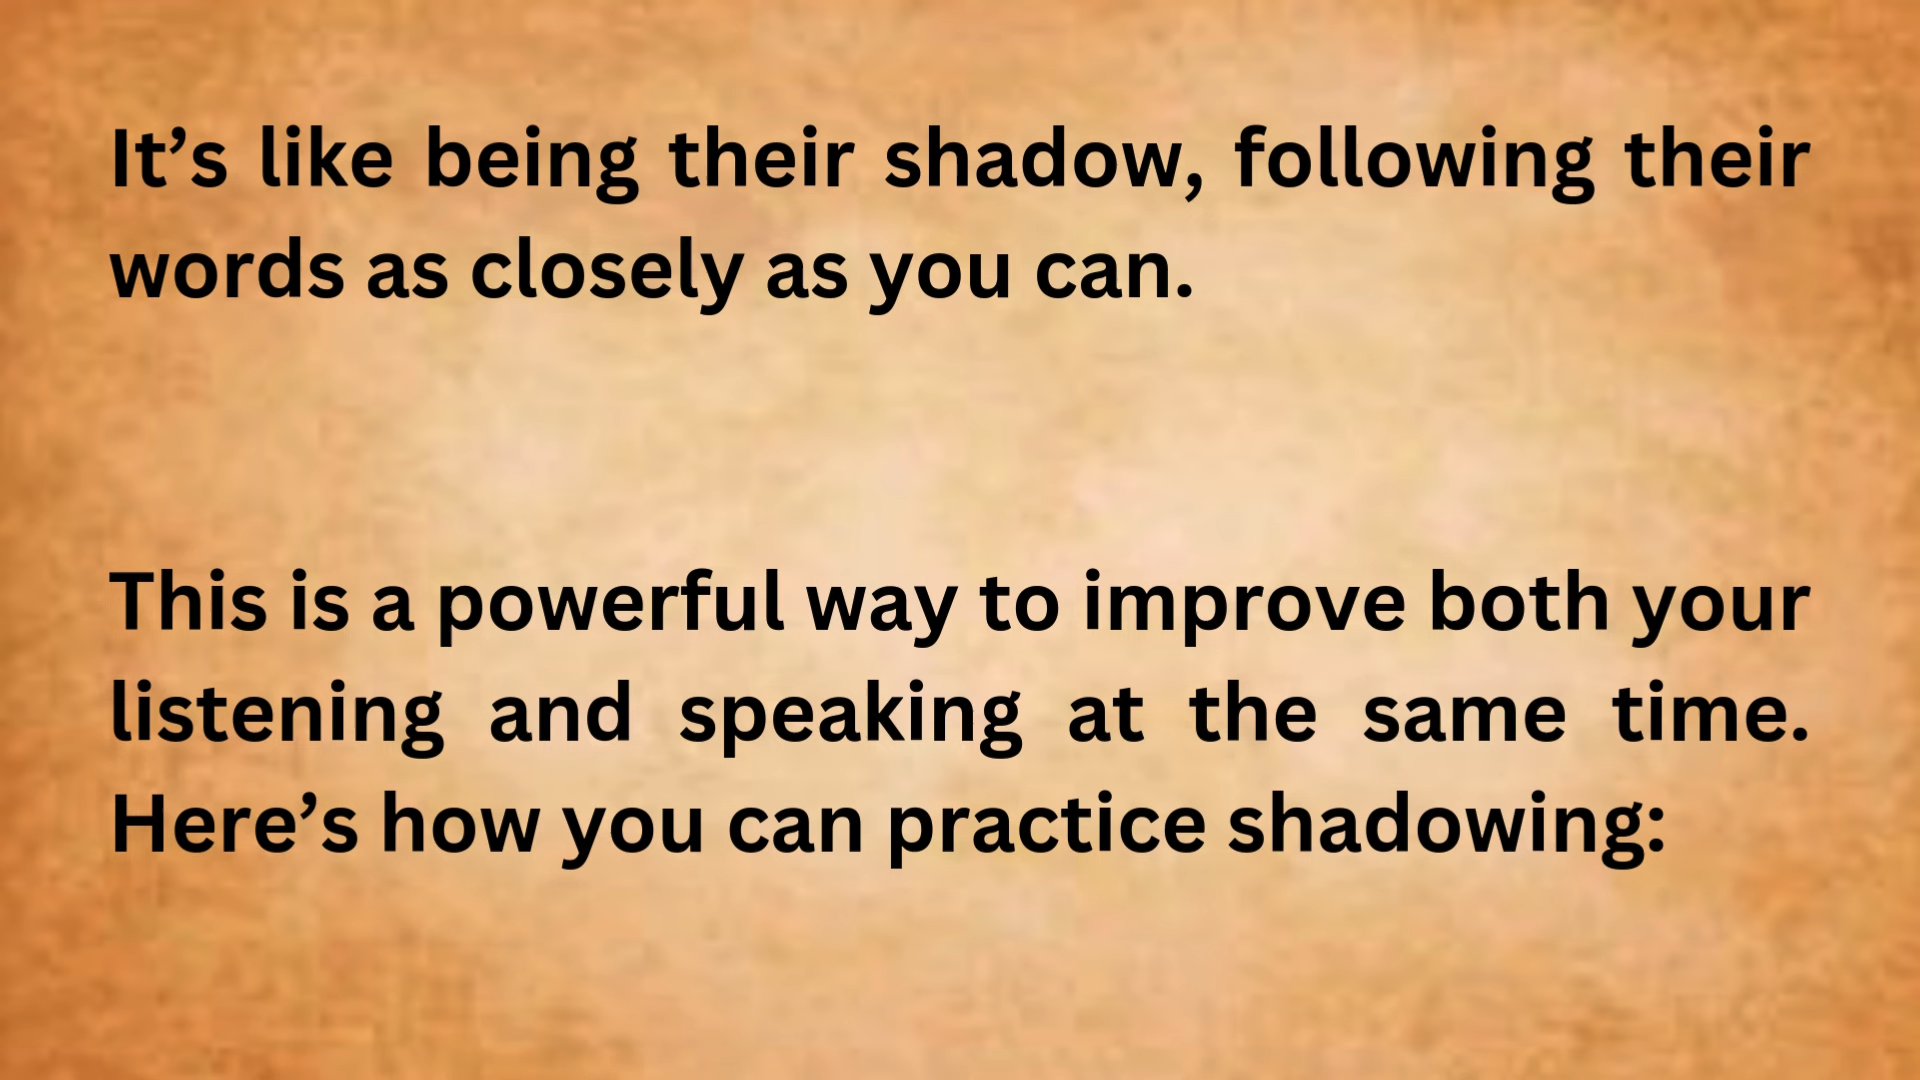 It’s like being their shadow, following their
words as closely as you can.
This is a powerful way to improve both your
listening and speaking at the same time.
Here’s how you can practice shadowing: